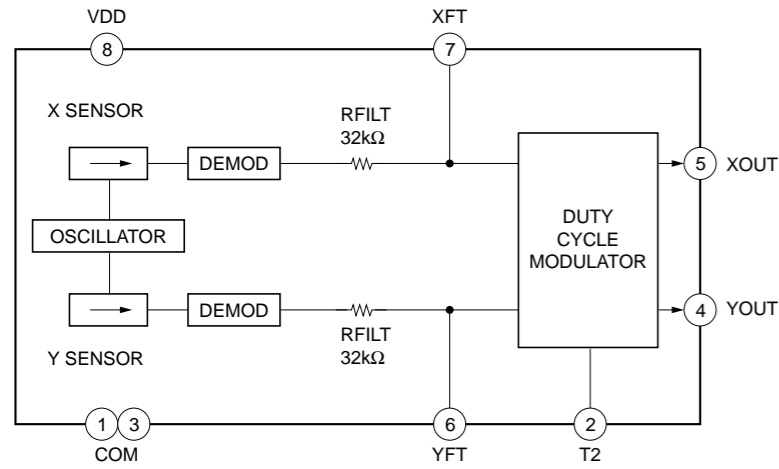 VDD
XFT
8
7
X SENSOR
RFILT
32kΩ
DEMOD
5
XOUT
OSCILLATOR
DUTY
CYCLE
MODULATOR
DEMOD
4
YOUT
RFILT
32kΩ
Y SENSOR
1
3
6
2
COM
YFT
T2